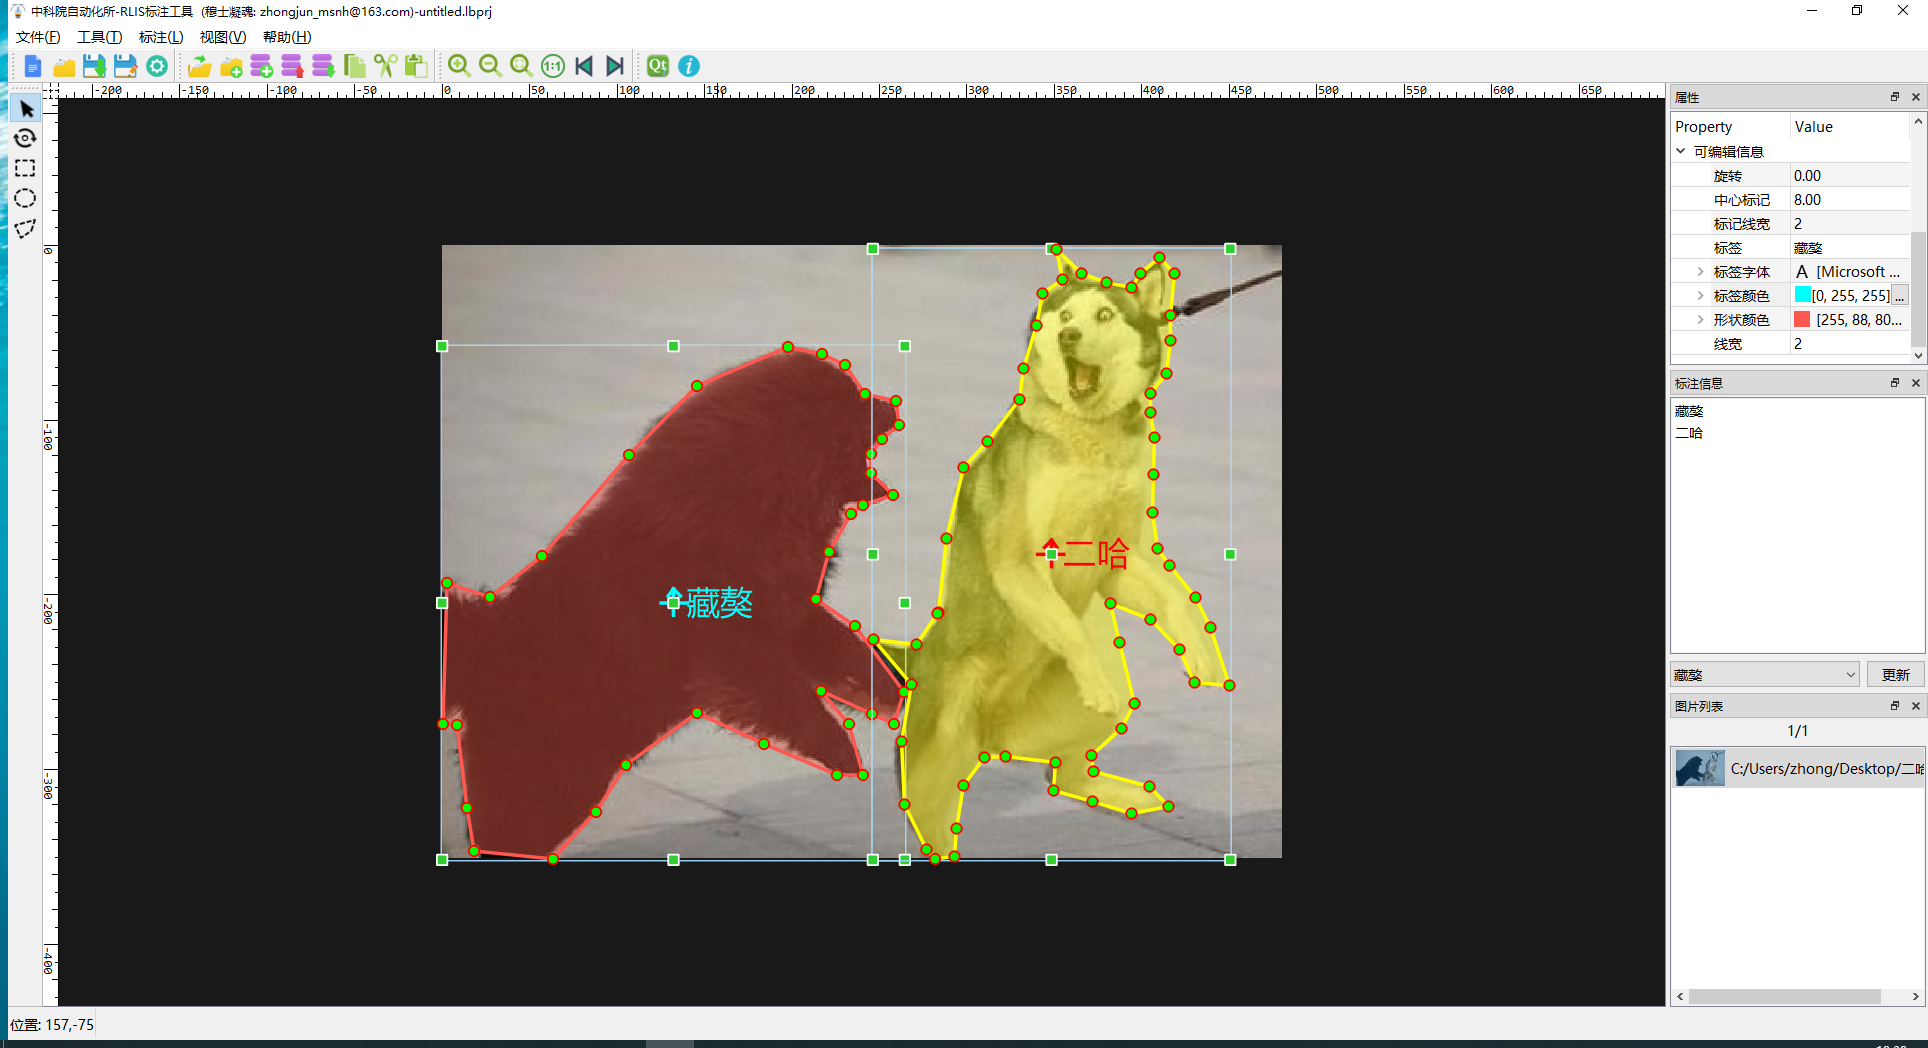 中科院自动化所-RLIS标注工具 (穆士凝魂: zhongjun_msnh@163.com)-untitled.lbprj
文件(F) 工具(T) 标注(L) 视图(V) 帮助(H)
1:1 Qt i
-200 -150 -100 -50 0 50 100 150 200 250 300 350 400 450 500 550 600 650
0
-100
-200
-300
-400
藏獒
二哈
属性
Property Value
可编辑信息
旋转 0.00
中心标记 8.00
标记线宽 2
标签 藏獒
标签字体 A [Microsoft ...
标签颜色 [0, 255, 255] ...
形状颜色 [255, 88, 80...
线宽 2
标注信息
藏獒
二哈
藏獒 更新
图片列表
1/1
C:/Users/zhong/Desktop/二哈
位置: 157,-75